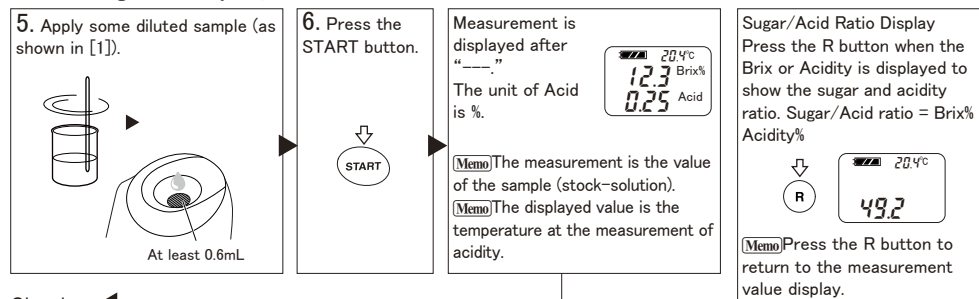 5. Apply some diluted sample (as
shown in [1]).
At least 0.6mL
6. Press the
START button.
START
Measurement is
displayed after
“---.”
The unit of Acid
is %.
20.4°C
12.3 Brix%
0.25 Acid
Memo The measurement is the value
of the sample (stock-solution).
Memo The displayed value is the
temperature at the measurement of
acidity.
Sugar/Acid Ratio Display
Press the R button when the
Brix or Acidity is displayed to
show the sugar and acidity
ratio. Sugar/Acid ratio = Brix%
Acidity%
R
20.4°C
49.2
Memo Press the R button to
return to the measurement
value display.